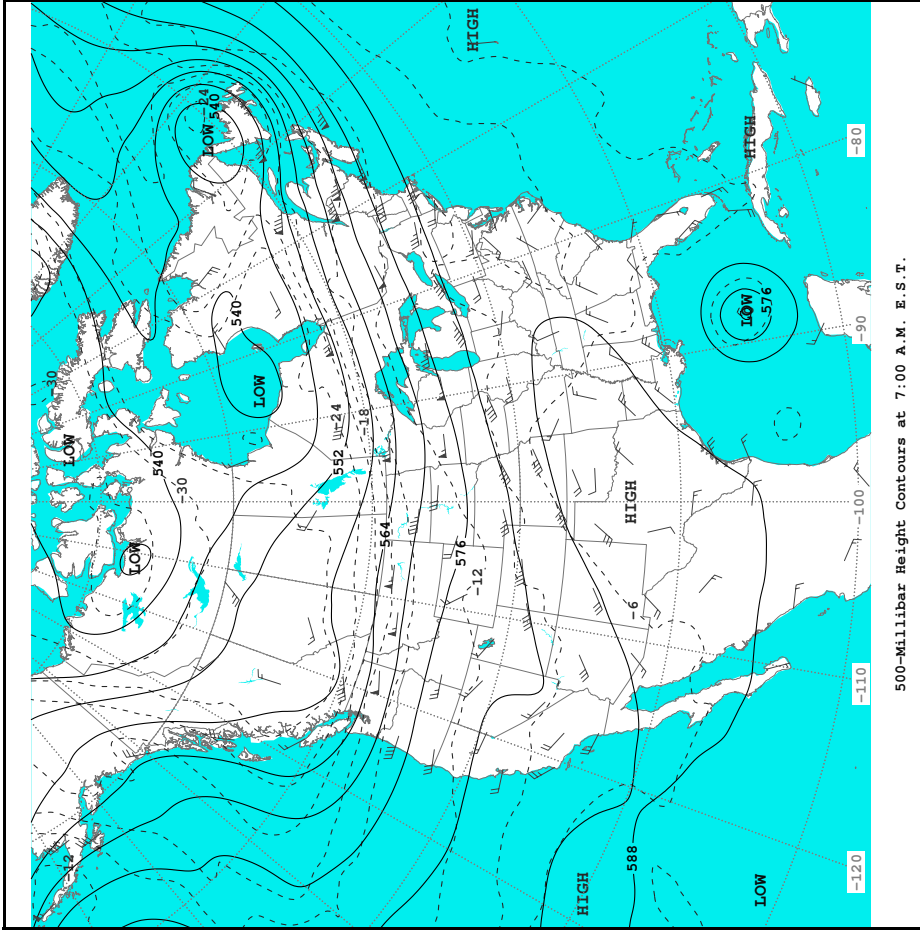 -12
-30
LOW
LOW
540
-30
LOW
-24
540
540
LOW
552
-24
-18
564
576
HIGH
-12
HIGH
HIGH
588
-6
LOW
HIGH
LOW
576
-120
-110
-100
-90
-80
500-Millibar Height Contours at 7:00 A.M. E.S.T.